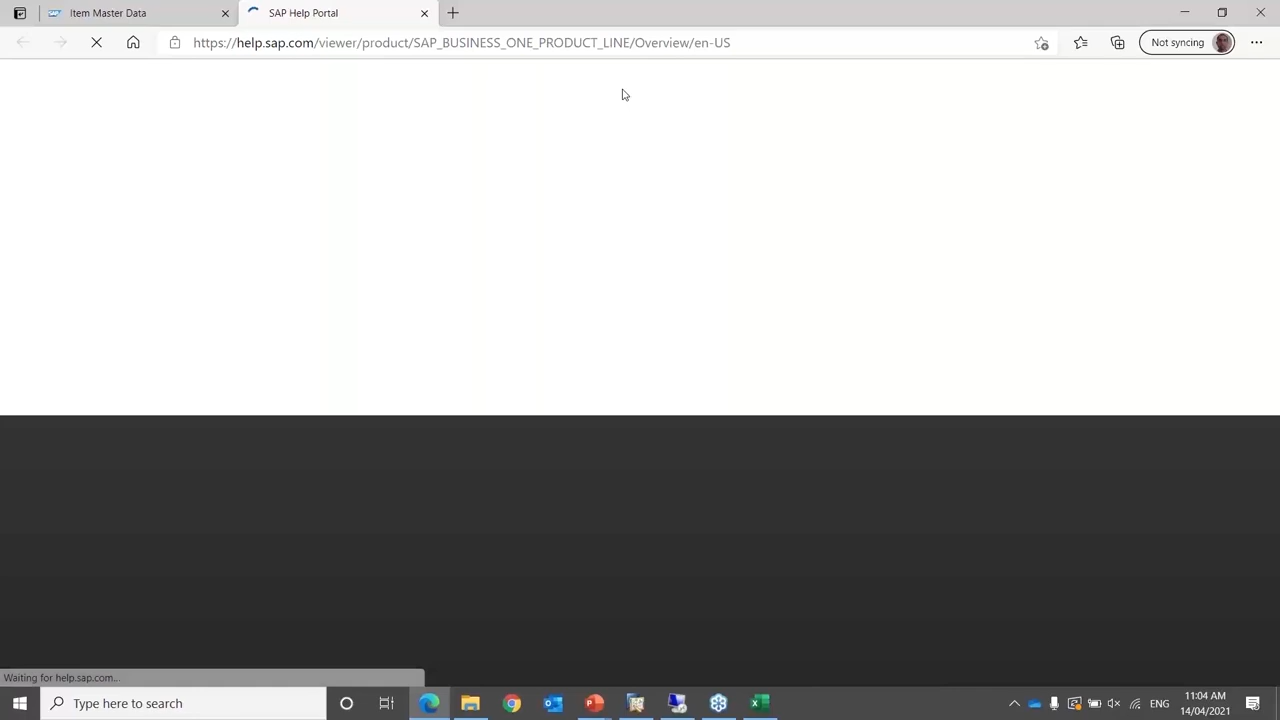 SAP Item Master Data
SAP Help Portal
https://help.sap.com/viewer/product/SAP_BUSINESS_ONE_PRODUCT_LINE/Overview/en-US
Not syncing
Waiting for help.sap.com...
Type here to search
ENG
11:04 AM
14/04/2021